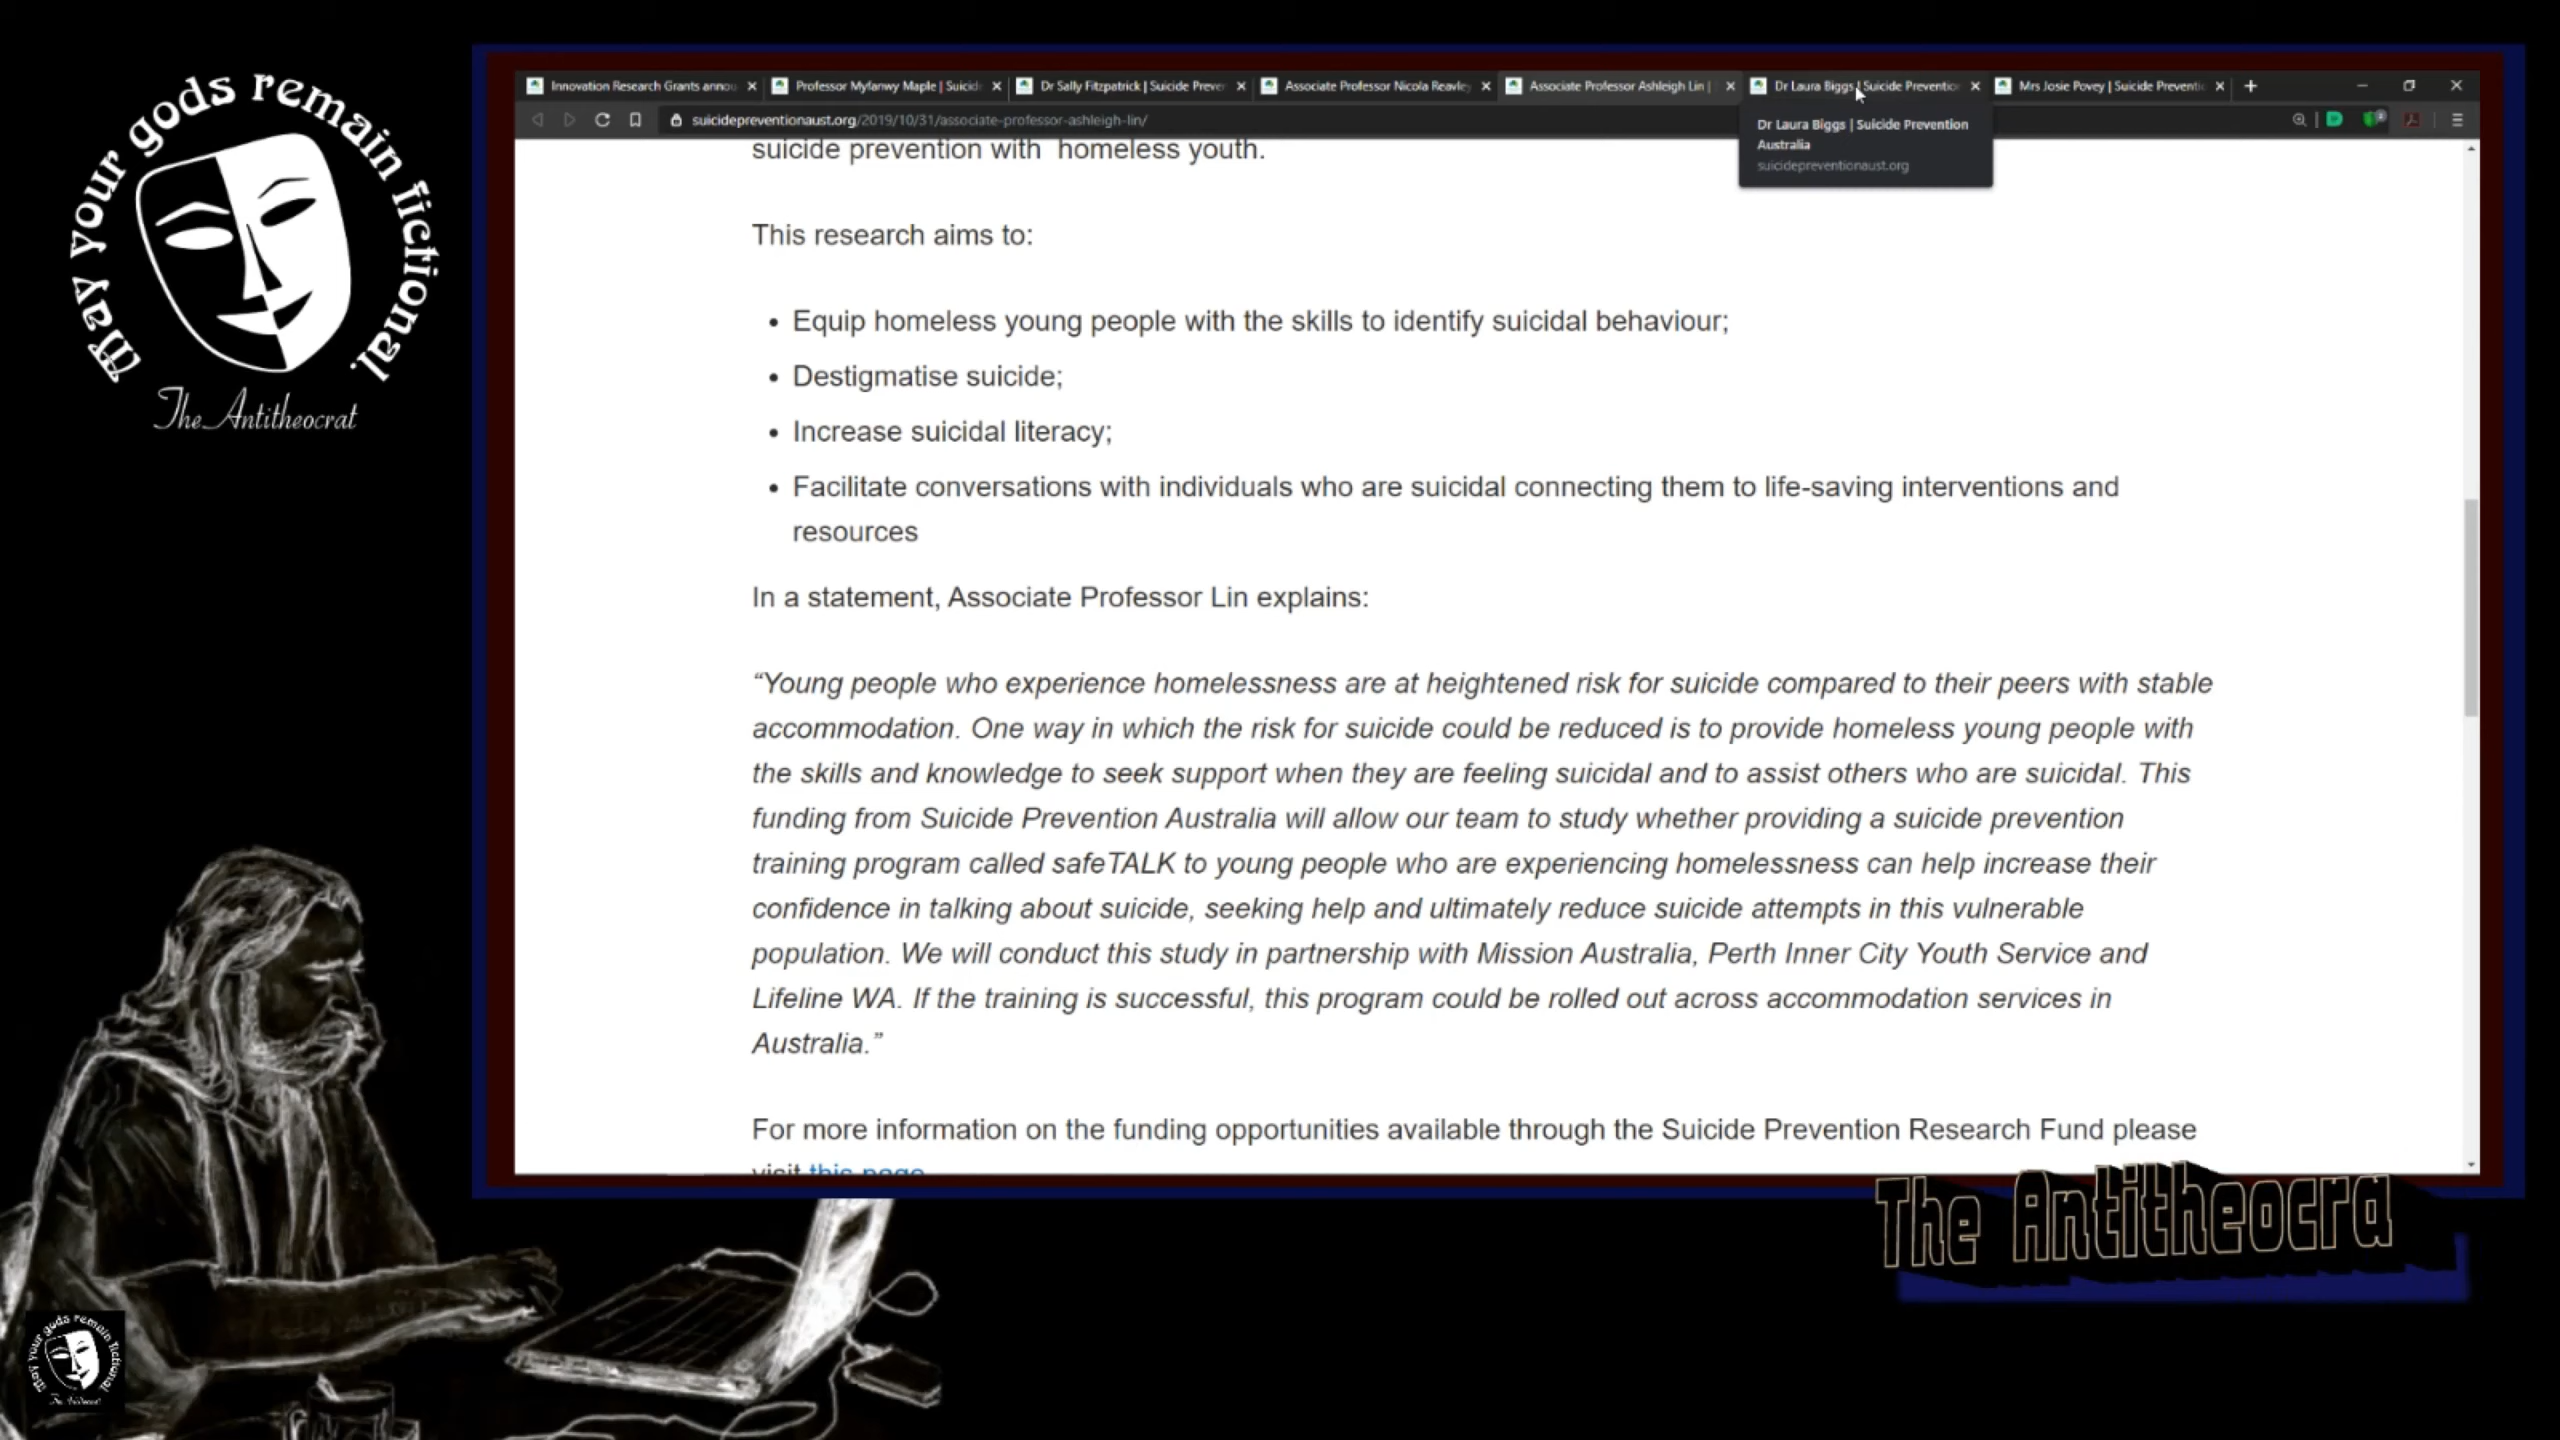 May your gods remain fictional.
The Antitheocrat
Innovation Research Grants annou
Professor Myfanwy Maple | Suicid
Dr Sally Fitzpatrick | Suicide Preve
Associate Professor Nicola Reavley
Associate Professor Ashleigh Lin |
Dr Laura Biggs | Suicide Preventio
Mrs Josie Povey | Suicide Preventi
suicidepreventionaust.org/2019/10/31/associate-professor-ashleigh-lin/
Dr Laura Biggs | Suicide Prevention
Australia
suicidepreventionaust.org
suicide prevention with homeless youth.
This research aims to:
• Equip homeless young people with the skills to identify suicidal behaviour;
• Destigmatise suicide;
• Increase suicidal literacy;
• Facilitate conversations with individuals who are suicidal connecting them to life-saving interventions and
resources
In a statement, Associate Professor Lin explains:
“Young people who experience homelessness are at heightened risk for suicide compared to their peers with stable
accommodation. One way in which the risk for suicide could be reduced is to provide homeless young people with
the skills and knowledge to seek support when they are feeling suicidal and to assist others who are suicidal. This
funding from Suicide Prevention Australia will allow our team to study whether providing a suicide prevention
training program called safeTALK to young people who are experiencing homelessness can help increase their
confidence in talking about suicide, seeking help and ultimately reduce suicide attempts in this vulnerable
population. We will conduct this study in partnership with Mission Australia, Perth Inner City Youth Service and
Lifeline WA. If the training is successful, this program could be rolled out across accommodation services in
Australia.”
For more information on the funding opportunities available through the Suicide Prevention Research Fund please
visit this page
The Antitheocra
May your gods remain fictional.
The Antitheocrat